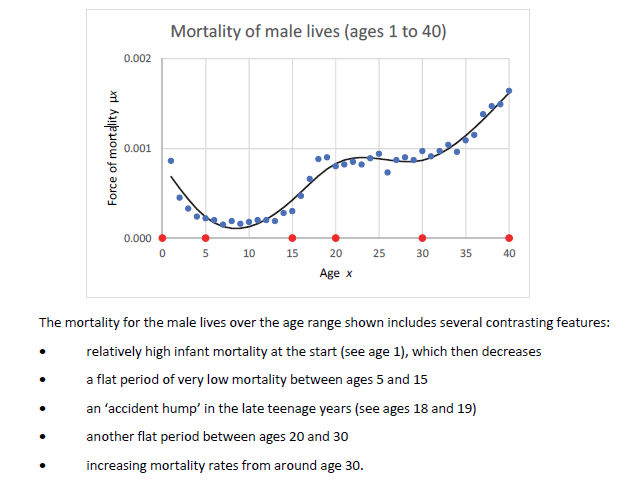 Mortality of male lives (ages 1 to 40)
0.002
0.001
0.000
Force of mortality μx
0 5 10 15 20 25 30 35 40
Age x
The mortality for the male lives over the age range shown includes several contrasting features:
• relatively high infant mortality at the start (see age 1), which then decreases
• a flat period of very low mortality between ages 5 and 15
• an ‘accident hump’ in the late teenage years (see ages 18 and 19)
• another flat period between ages 20 and 30
• increasing mortality rates from around age 30.